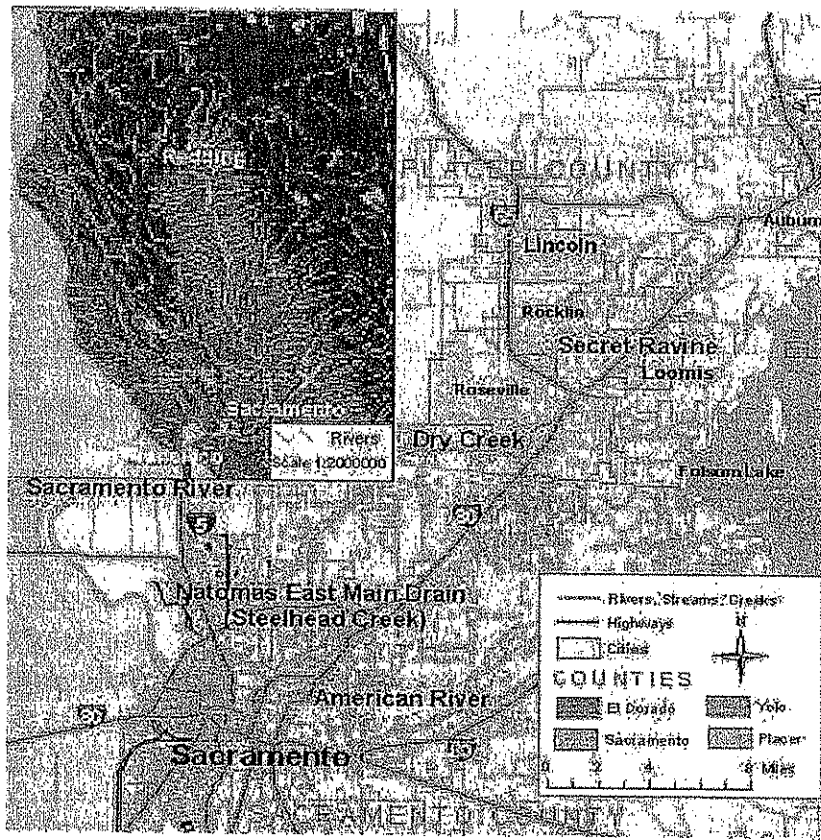 Redding
PLACER COUNTY
Auburn
Lincoln
Rocklin
Secret Ravine
Loomis
Roseville
Sacramento
Rivers
Scale 1:2000000
Dry Creek
Folsom Lake
Sacramento River
5
80
Natomas East Main Drain
(Steelhead Creek)
Rivers, Streams, Creeks
Highways
Cities
N
COUNTIES
El Dorado
Yolo
Sacramento
Placer
0 2 4 8 Miles
American River
80
Sacramento
SACRAMENTO COUNTY